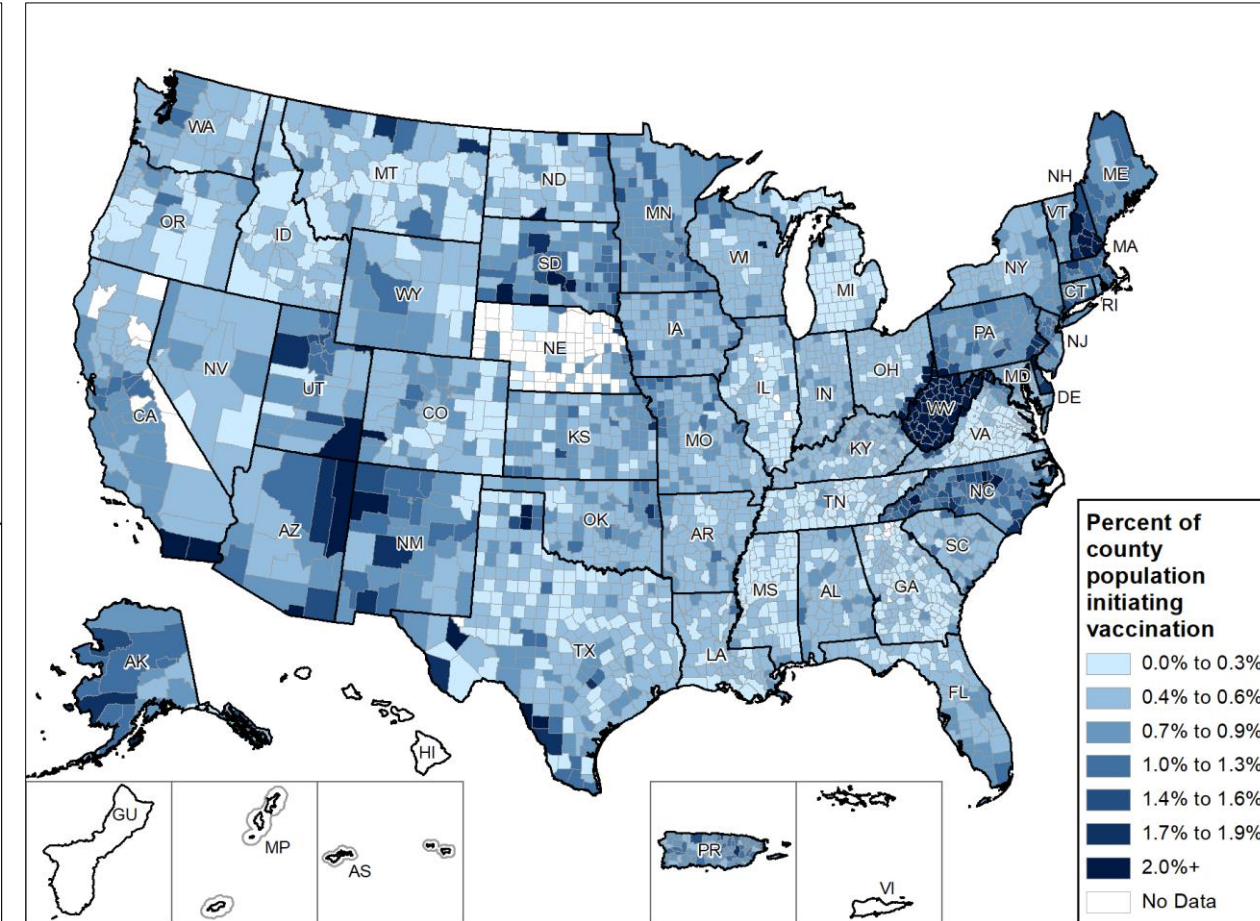 WA
MT
ND
MN
OR
ID
SD
WI
MI
WY
NE
IA
NV
UT
CO
CA
KS
MO
IL
IN
OH
KY
WV
VA
PA
NY
NH
VT
ME
MA
CT
RI
NJ
MD
DE
AZ
NM
OK
AR
TN
NC
SC
TX
LA
MS
AL
GA
FL
AK
HI
GU
MP
AS
PR
VI
Percent of
county
population
initiating
vaccination
0.0% to 0.3%
0.4% to 0.6%
0.7% to 0.9%
1.0% to 1.3%
1.4% to 1.6%
1.7% to 1.9%
2.0%+
No Data